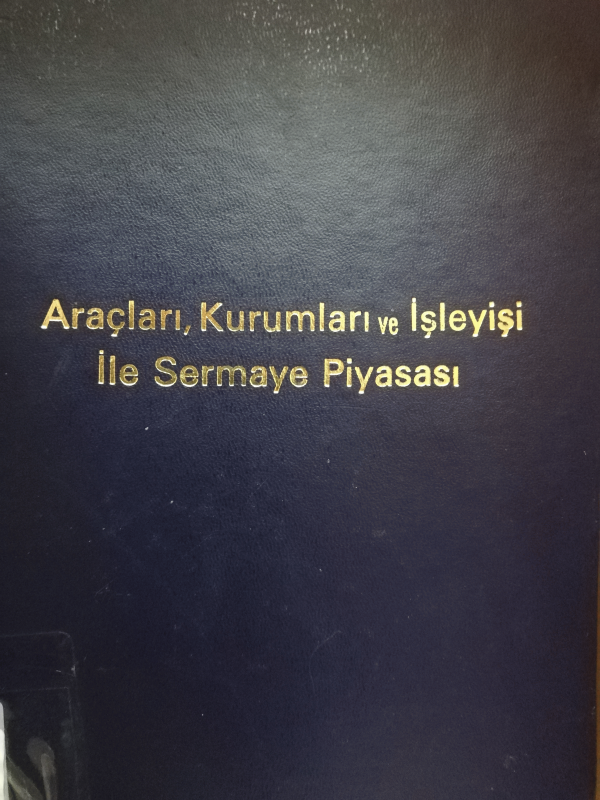 Araçları, Kurumları ve İşleyişi
İle Sermaye Piyasası